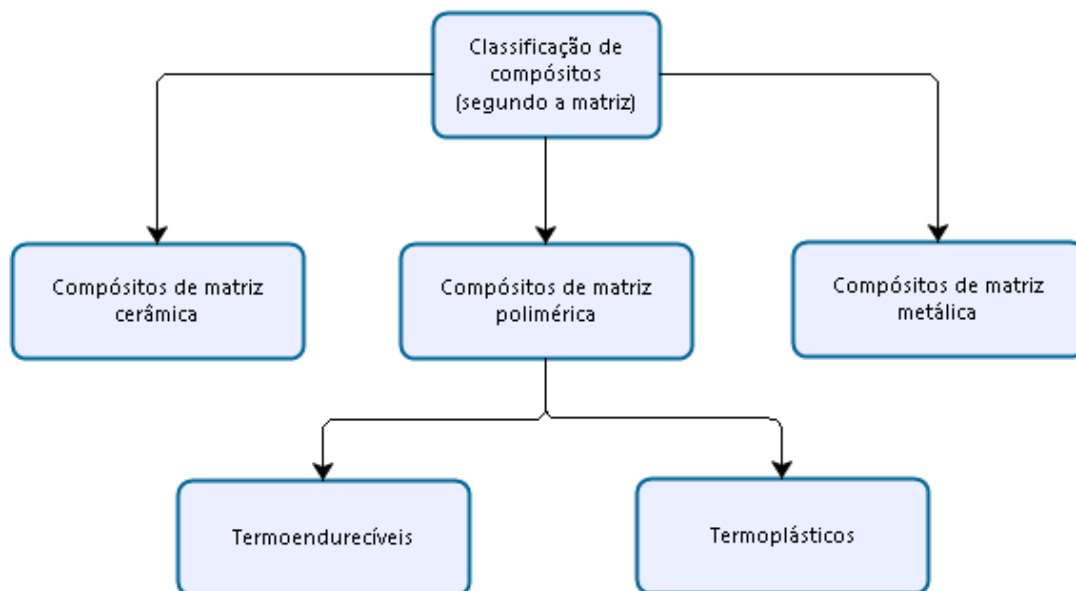 Classificação de
compósitos
(segundo a matriz)
Compósitos de matriz
cerâmica
Compósitos de matriz
polimérica
Compósitos de matriz
metálica
Termoendurecíveis
Termoplásticos